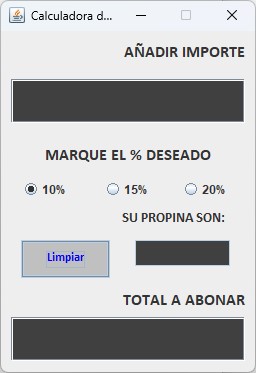 Calculadora d...
AÑADIR IMPORTE
MARQUE EL % DESEADO
10% 15% 20%
SU PROPINA SON:
Limpiar
TOTAL A ABONAR